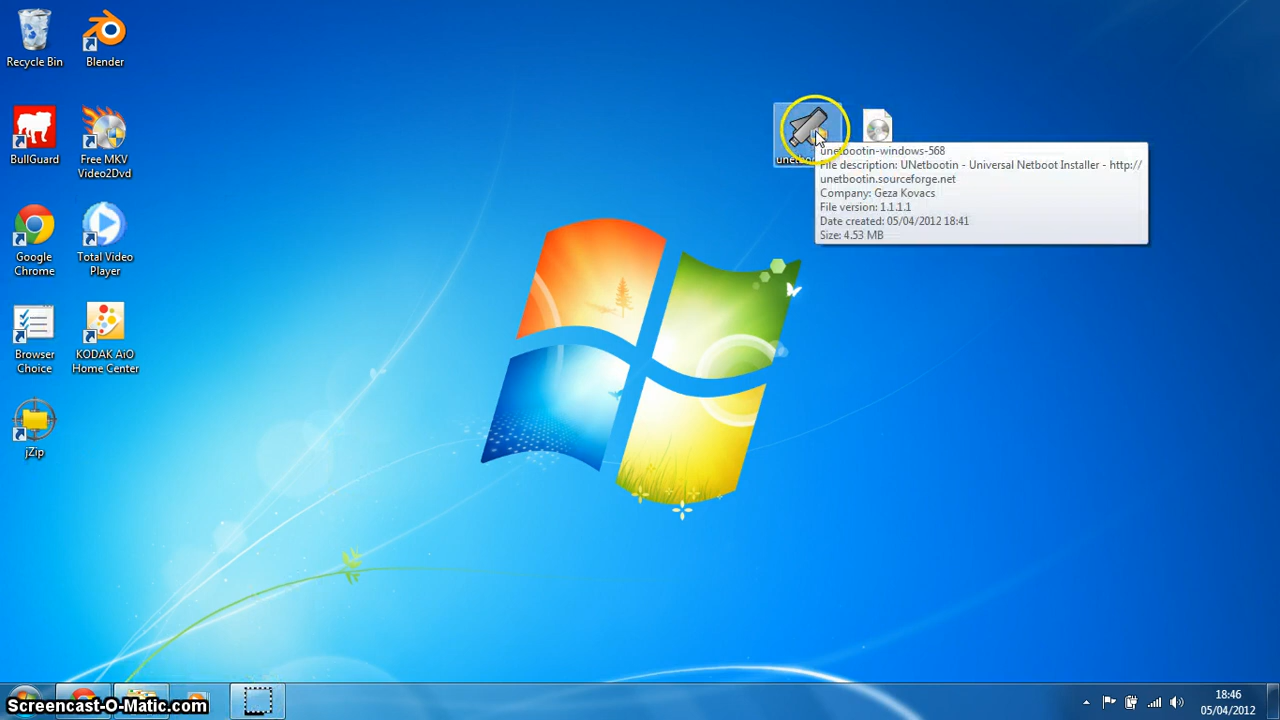 Recycle Bin
Blender
BullGuard
Free MKV
Video2Dvd
Google
Chrome
Total Video
Player
Browser
Choice
KODAK AiO
Home Center
jZip
unetbootin-windows-568
File description: UNetbootin - Universal Netboot Installer - http://
unetbootin.sourceforge.net
Company: Geza Kovacs
File version: 1.1.1.1
Date created: 05/04/2012 18:41
Size: 4.53 MB
Screencast-O-Matic.com
18:46
05/04/2012